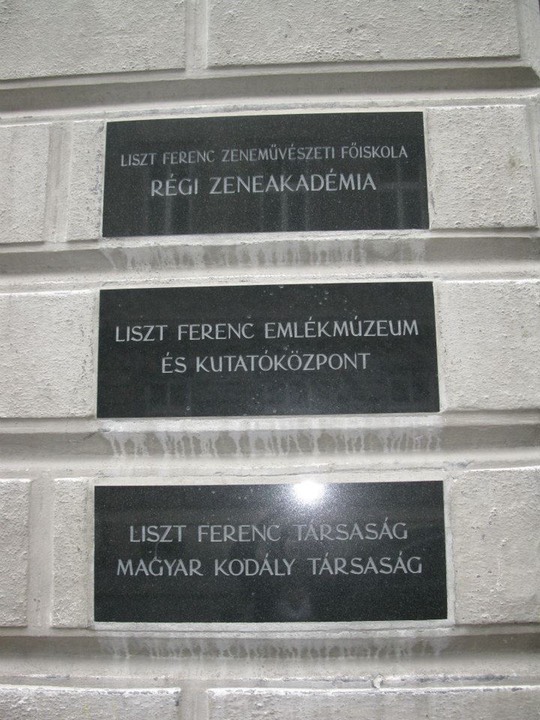 LISZT FERENC ZENEMŰVÉSZETI FŐISKOLA
RÉGI ZENEAKADÉMIA
LISZT FERENC EMLÉKMÚZEUM
ÉS KUTATÓKÖZPONT
LISZT FERENC TÁRSASÁG
MAGYAR KODÁLY TÁRSASÁG